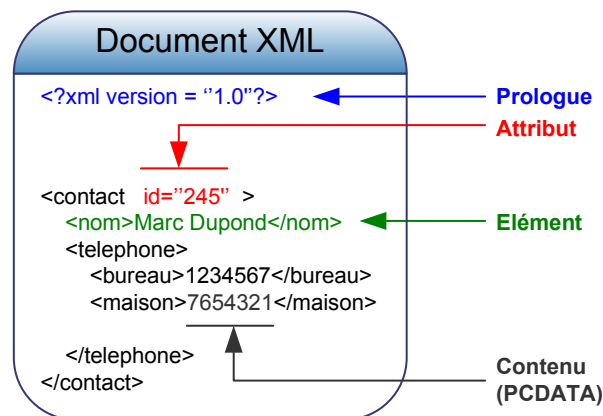 Document XML
<?xml version = ‘’1.0’’?>
Prologue
Attribut
<contact id=’’245’’ >
<nom>Marc Dupond</nom>
Elément
<telephone>
<bureau>1234567</bureau>
<maison>7654321</maison>
</telephone>
Contenu
(PCDATA)
</contact>